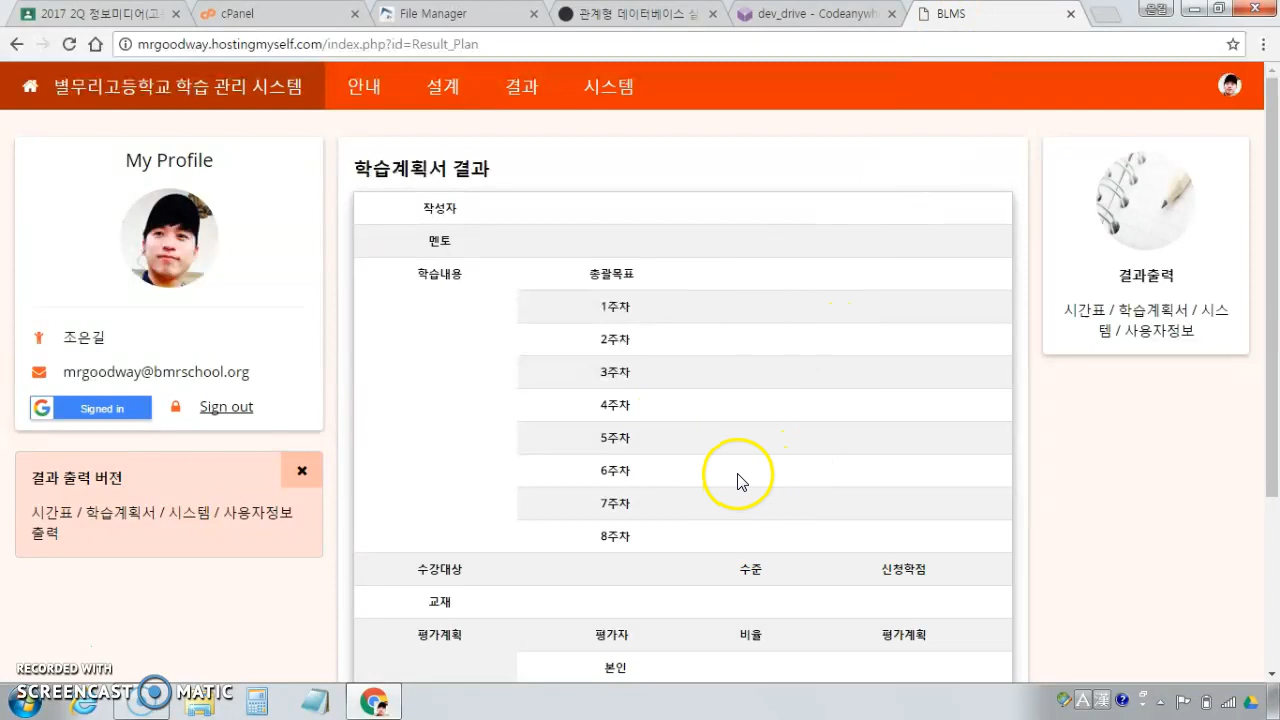 2017 2Q 정보미디어(고
cPanel
File Manager
관계형 데이터베이스 실
dev_drive - Codeanywh
BLMS
mrgoodway.hostingmyself.com/index.php?id=Result_Plan
별무리고등학교 학습 관리 시스템
안내
설계
결과
시스템
My Profile
조은길
mrgoodway@bmrschool.org
Signed in
Sign out
결과 출력 버젼
시간표 / 학습계획서 / 시스템 / 사용자정보
출력
학습계획서 결과
작성자
멘토
학습내용 총괄목표
1주차
2주차
3주차
4주차
5주차
6주차
7주차
8주차
수강대상 수준 신청학점
교재
평가계획 평가자 비율 평가계획
본인
결과출력
시간표 / 학습계획서 / 시스
템 / 사용자정보
RECORDED WITH
SCREENCAST MATIC
A 漢